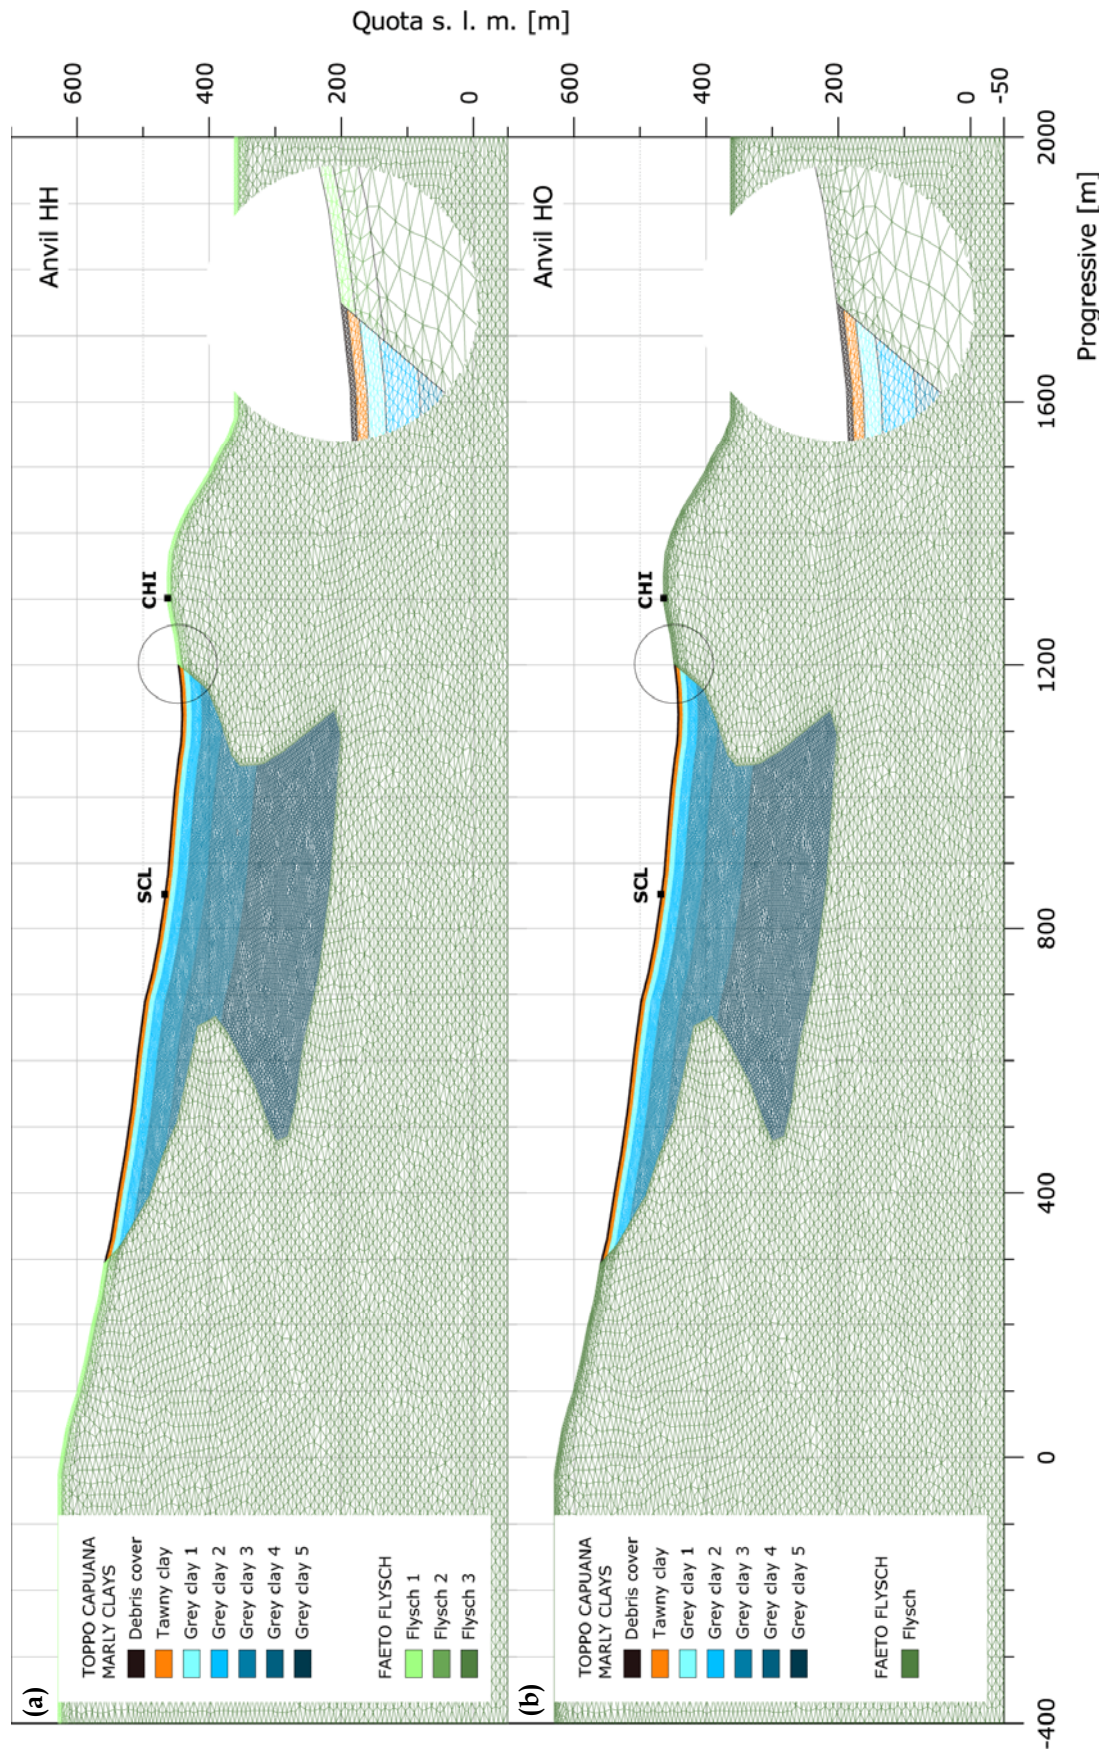 Quota s. l. m. [m]
600
400
200
0
600
400
200
0
-50
(a)
Anvil HH
SCL
CHI
TOPPO CAPUANA
MARLY CLAYS
Debris cover
Tawny clay
Grey clay 1
Grey clay 2
Grey clay 3
Grey clay 4
Grey clay 5
FAETO FLYSCH
Flysch 1
Flysch 2
Flysch 3
(b)
Anvil HO
SCL
CHI
TOPPO CAPUANA
MARLY CLAYS
Debris cover
Tawny clay
Grey clay 1
Grey clay 2
Grey clay 3
Grey clay 4
Grey clay 5
FAETO FLYSCH
Flysch
-400
0
400
800
1200
1600
2000
Progressive [m]